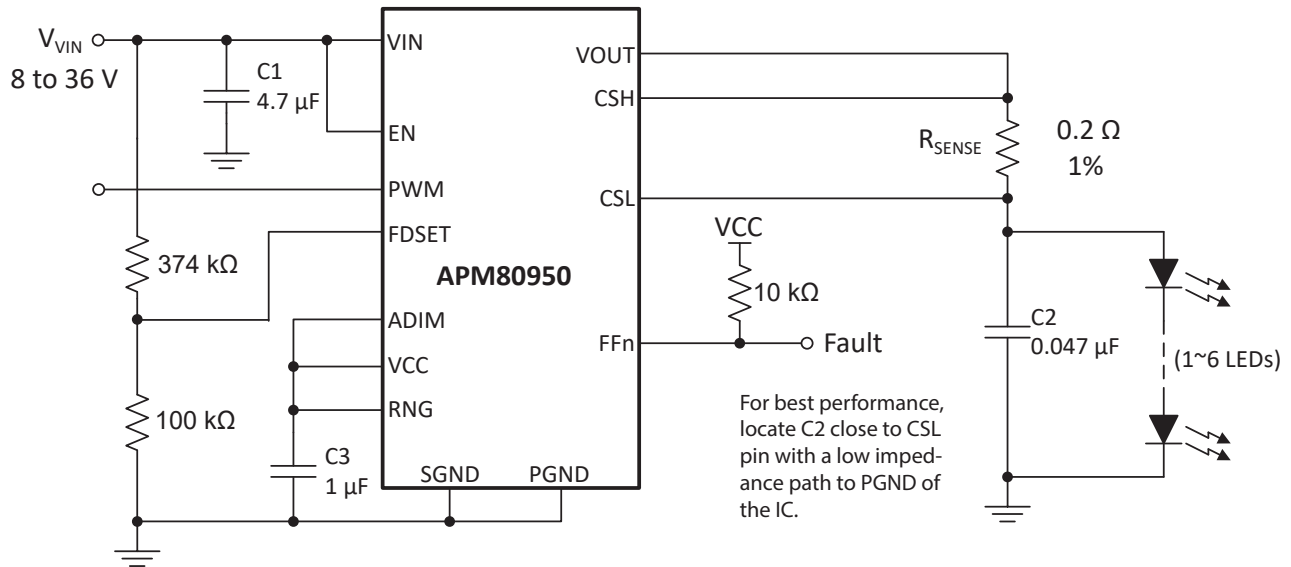 V_VIN
8 to 36 V
C1
4.7 µF
VIN
EN
PWM
FDSET
374 kΩ
APM80950
ADIM
VCC
RNG
100 kΩ
C3
1 µF
SGND
PGND
VOUT
CSH
R_SENSE
0.2 Ω
1%
CSL
VCC
10 kΩ
FFn
Fault
C2
0.047 µF
(1~6 LEDs)
For best performance,
locate C2 close to CSL
pin with a low imped-
ance path to PGND of
the IC.